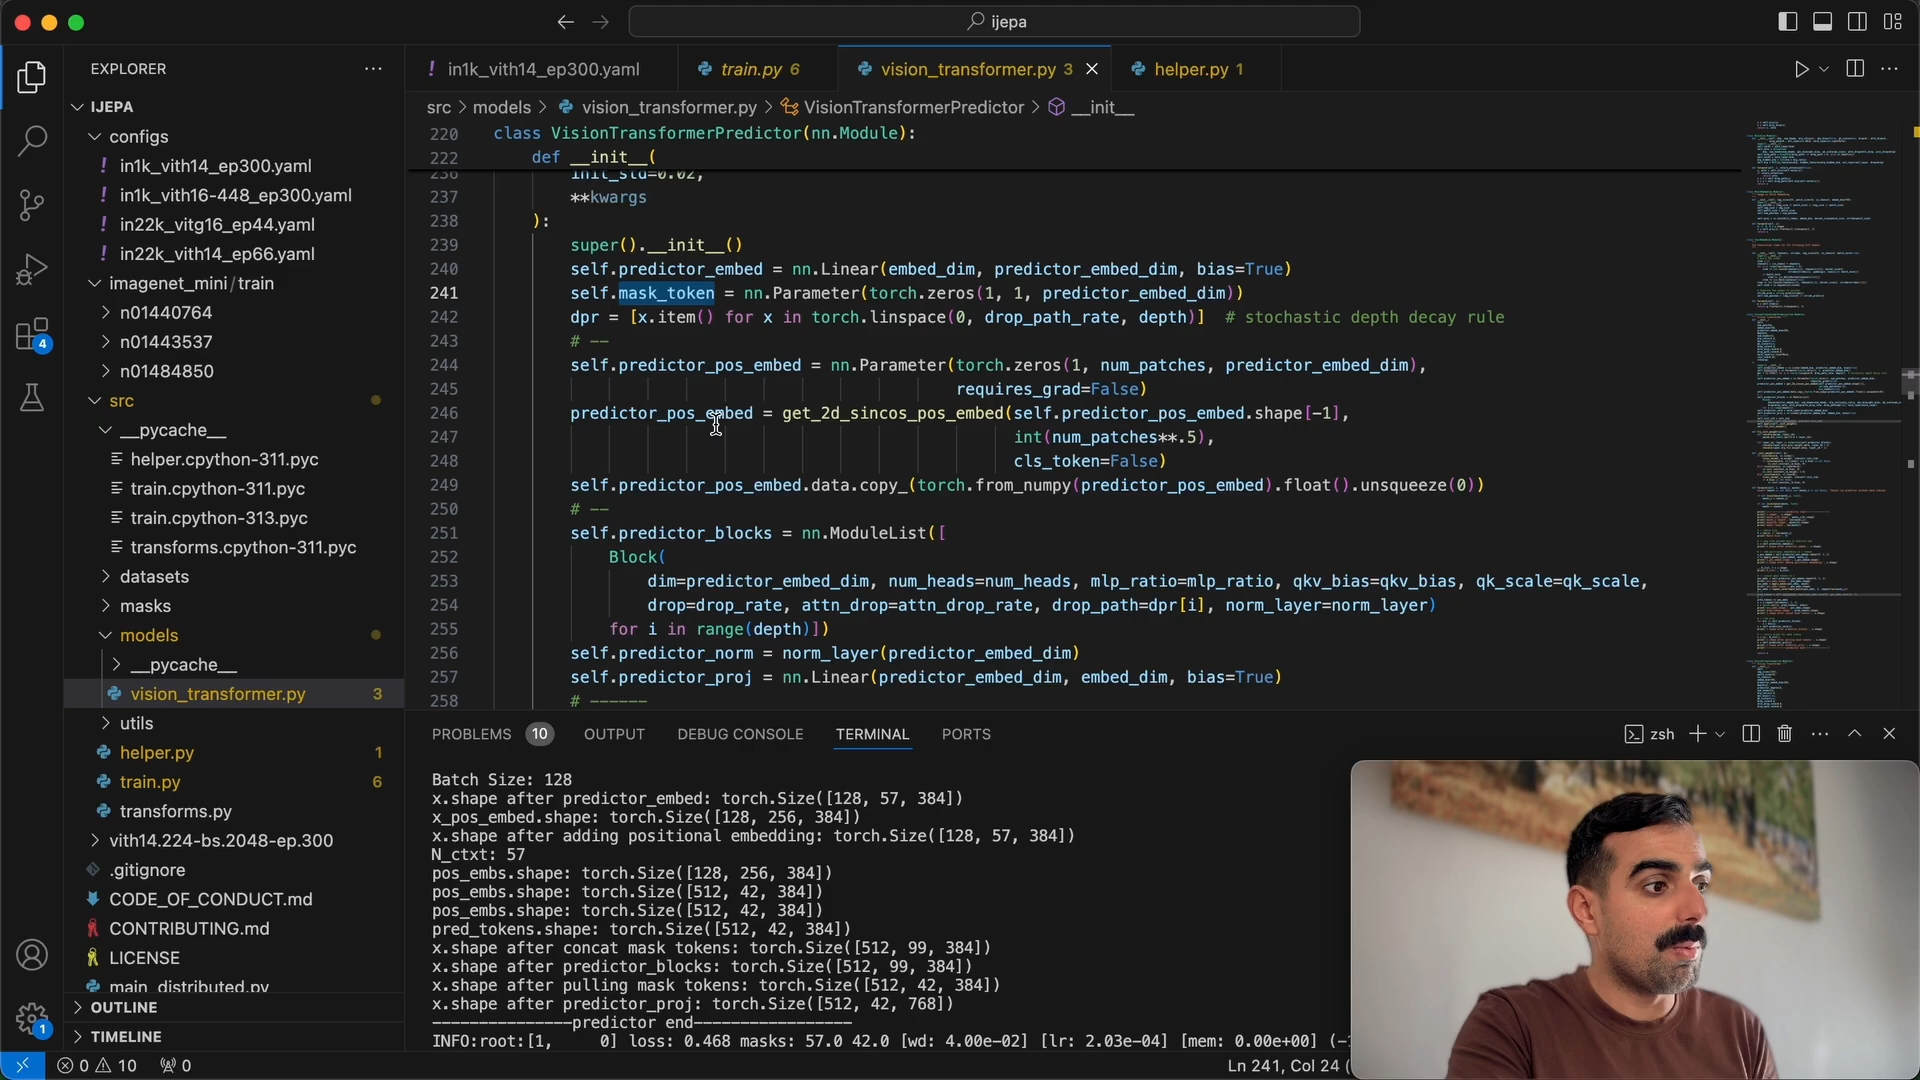 ijepa
EXPLORER
IJEPA
configs
in1k_vith14_ep300.yaml
in1k_vith16-448_ep300.yaml
in22k_vitg16_ep44.yaml
in22k_vith14_ep66.yaml
imagenet_mini/train
n01440764
n01443537
n01484850
src
__pycache__
helper.cpython-311.pyc
train.cpython-311.pyc
train.cpython-313.pyc
transforms.cpython-311.pyc
datasets
masks
models
__pycache__
vision_transformer.py 3
utils
helper.py 1
train.py 6
transforms.py
vith14.224-bs.2048-ep.300
.gitignore
CODE_OF_CONDUCT.md
CONTRIBUTING.md
LICENSE
main_distributed.py
OUTLINE
TIMELINE
4
1
in1k_vith14_ep300.yaml train.py 6 vision_transformer.py 3 helper.py 1
src > models > vision_transformer.py > VisionTransformerPredictor > __init__
220 class VisionTransformerPredictor(nn.Module):
222 def __init__(
236 init_std=0.02,
237 **kwargs
238 ):
239 super().__init__()
240 self.predictor_embed = nn.Linear(embed_dim, predictor_embed_dim, bias=True)
241 self.mask_token = nn.Parameter(torch.zeros(1, 1, predictor_embed_dim))
242 dpr = [x.item() for x in torch.linspace(0, drop_path_rate, depth)]  # stochastic depth decay rule
243 # --
244 self.predictor_pos_embed = nn.Parameter(torch.zeros(1, num_patches, predictor_embed_dim),
245 requires_grad=False)
246 predictor_pos_embed = get_2d_sincos_pos_embed(self.predictor_pos_embed.shape[-1],
247 int(num_patches**.5),
248 cls_token=False)
249 self.predictor_pos_embed.data.copy_(torch.from_numpy(predictor_pos_embed).float().unsqueeze(0))
250 # --
251 self.predictor_blocks = nn.ModuleList([
252 Block(
253 dim=predictor_embed_dim, num_heads=num_heads, mlp_ratio=mlp_ratio, qkv_bias=qkv_bias, qk_scale=qk_scale,
254 drop=drop_rate, attn_drop=attn_drop_rate, drop_path=dpr[i], norm_layer=norm_layer)
255 for i in range(depth)])
256 self.predictor_norm = norm_layer(predictor_embed_dim)
257 self.predictor_proj = nn.Linear(predictor_embed_dim, embed_dim, bias=True)
258 # ------
PROBLEMS 10 OUTPUT DEBUG CONSOLE TERMINAL PORTS zsh
Batch Size: 128
x.shape after predictor_embed: torch.Size([128, 57, 384])
x_pos_embed.shape: torch.Size([128, 256, 384])
x.shape after adding positional embedding: torch.Size([128, 57, 384])
N_ctxt: 57
pos_embs.shape: torch.Size([128, 256, 384])
pos_embs.shape: torch.Size([512, 42, 384])
pos_embs.shape: torch.Size([512, 42, 384])
pred_tokens.shape: torch.Size([512, 42, 384])
x.shape after concat mask tokens: torch.Size([512, 99, 384])
x.shape after predictor_blocks: torch.Size([512, 99, 384])
x.shape after pulling mask tokens: torch.Size([512, 42, 384])
x.shape after predictor_proj: torch.Size([512, 42, 768])
---------------predictor end-----------------
INFO:root:[1,     0] loss: 0.468 masks: 57.0 42.0 [wd: 4.00e-02] [lr: 2.03e-04] [mem: 0.00e+00] (-1
0 10 0
Ln 241, Col 24 (